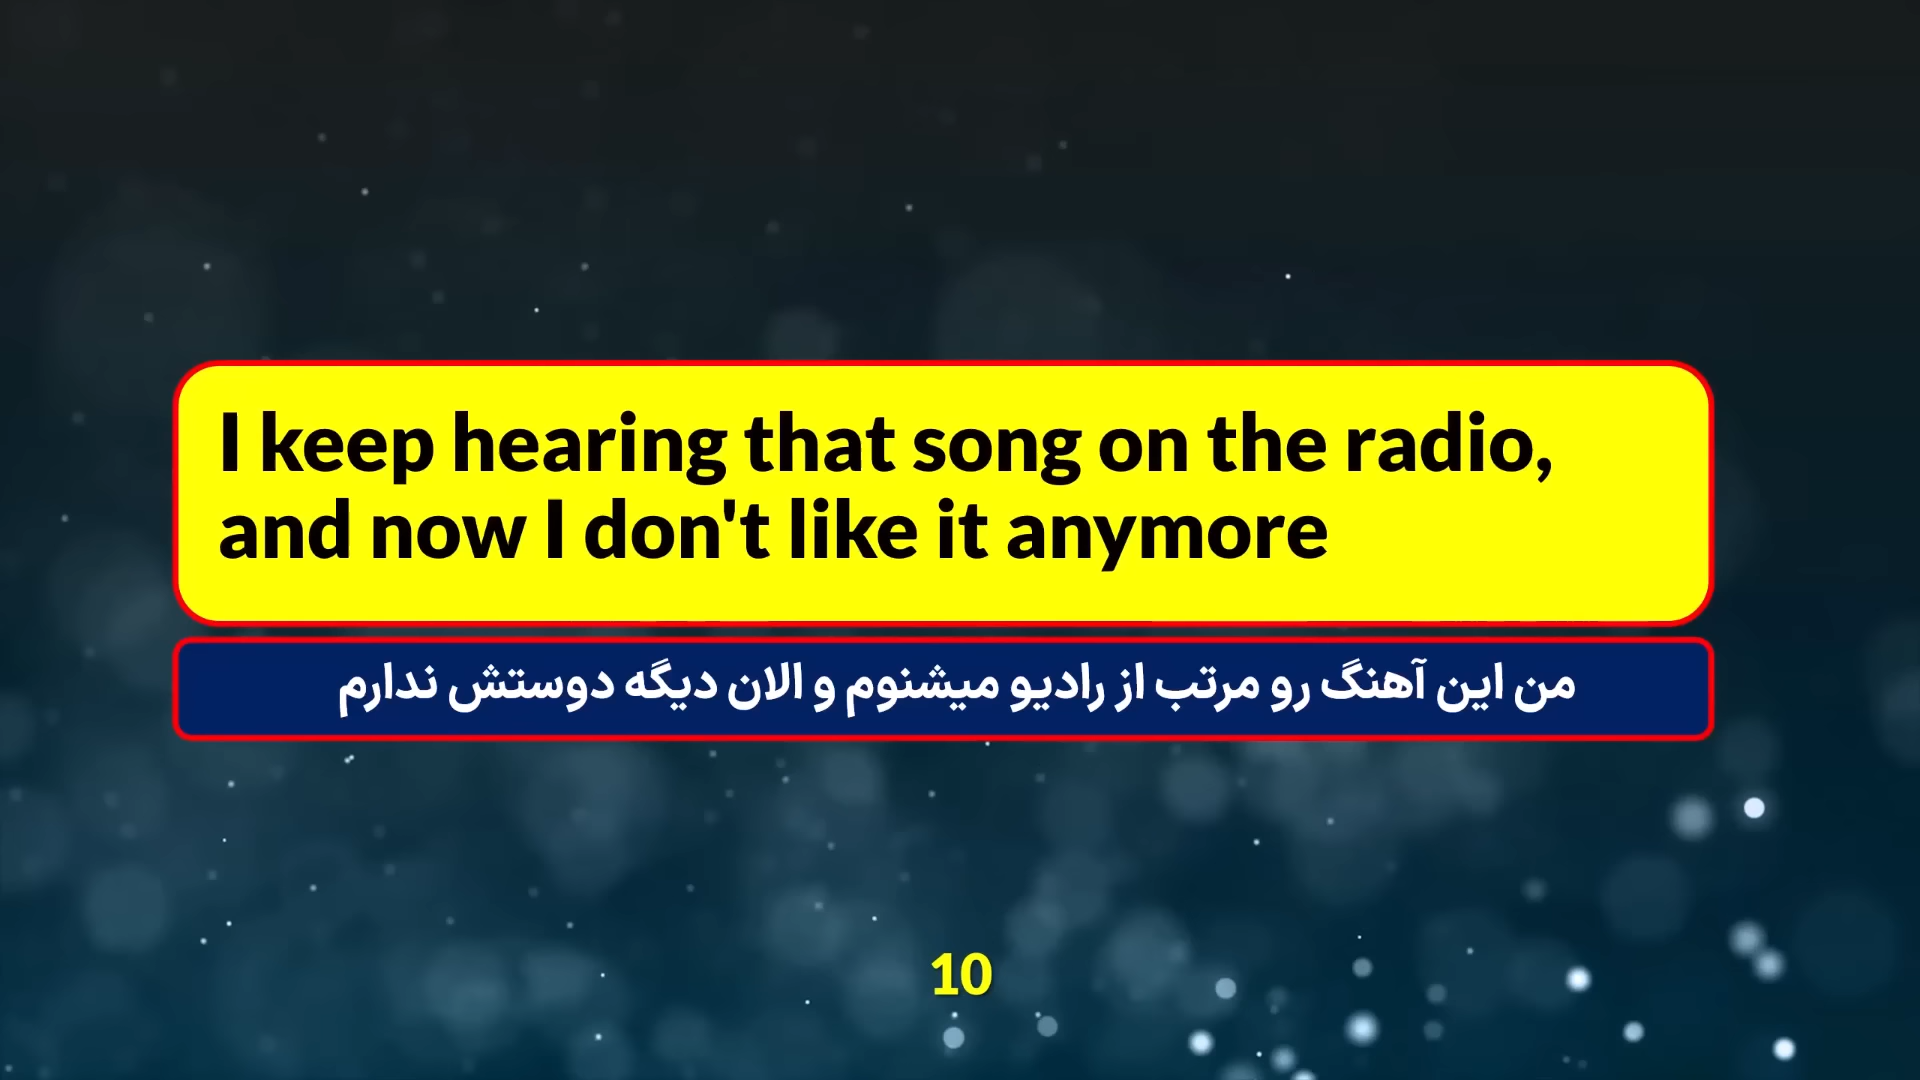 I keep hearing that song on the radio,
and now I don't like it anymore
من این آهنگ رو مرتب از رادیو میشنوم و الان دیگه دوستش ندارم
10